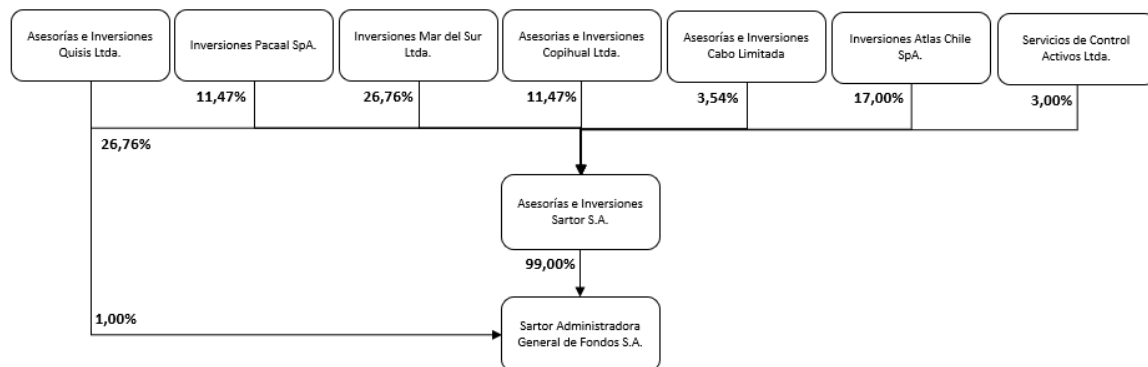 Asesorías e Inversiones
Quisis Ltda.
Inversiones Pacaal SpA.
Inversiones Mar del Sur
Ltda.
Asesorias e Inversiones
Copihual Ltda.
Asesorías e Inversiones
Cabo Limitada
Inversiones Atlas Chile
SpA.
Servicios de Control
Activos Ltda.
11,47%
26,76%
11,47%
3,54%
17,00%
3,00%
26,76%
Asesorías e Inversiones
Sartor S.A.
99,00%
1,00%
Sartor Administradora
General de Fondos S.A.